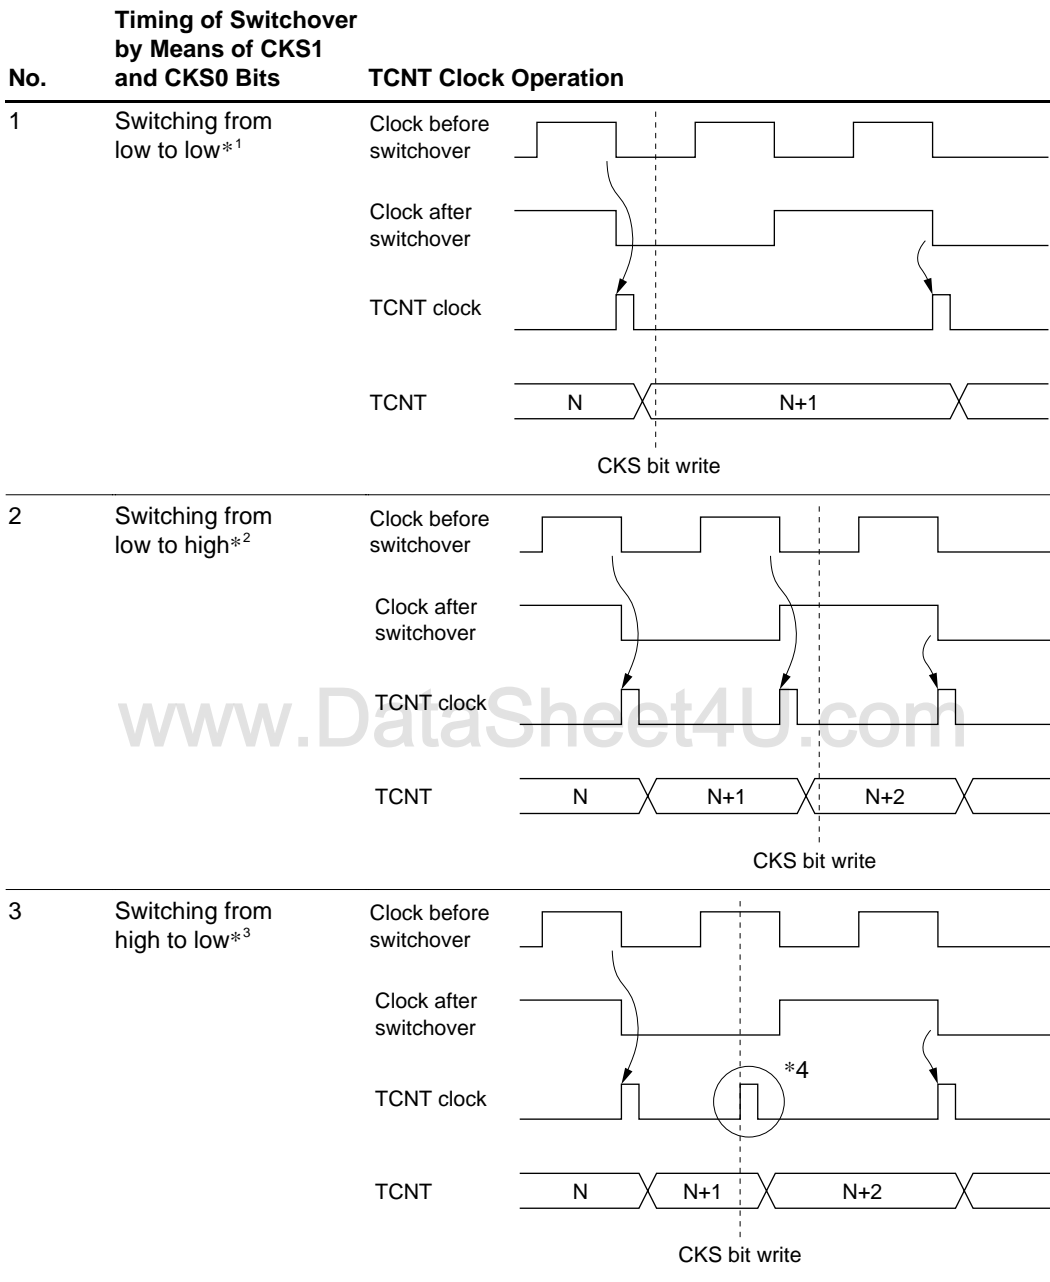 Timing of Switchover
by Means of CKS1
No. and CKS0 Bits TCNT Clock Operation
1 Switching from
low to low*1
Clock before
switchover
Clock after
switchover
TCNT clock
TCNT N N+1
CKS bit write
2 Switching from
low to high*2
Clock before
switchover
Clock after
switchover
TCNT clock
www.DataSheet4U.com
TCNT N N+1 N+2
CKS bit write
3 Switching from
high to low*3
Clock before
switchover
Clock after
switchover
*4
TCNT clock
TCNT N N+1 N+2
CKS bit write